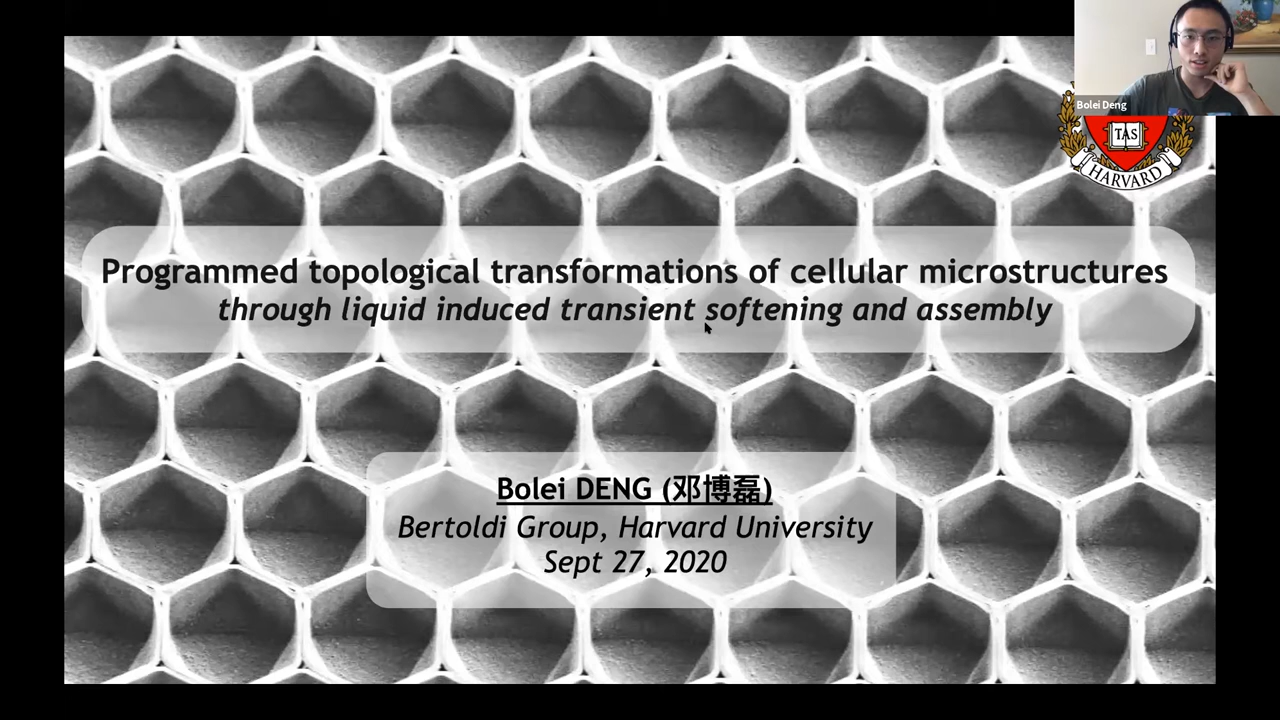 Bolei Deng
TAS
HARVARD
Programmed topological transformations of cellular microstructures
through liquid induced transient softening and assembly
Bolei DENG (邓博磊)
Bertoldi Group, Harvard University
Sept 27, 2020